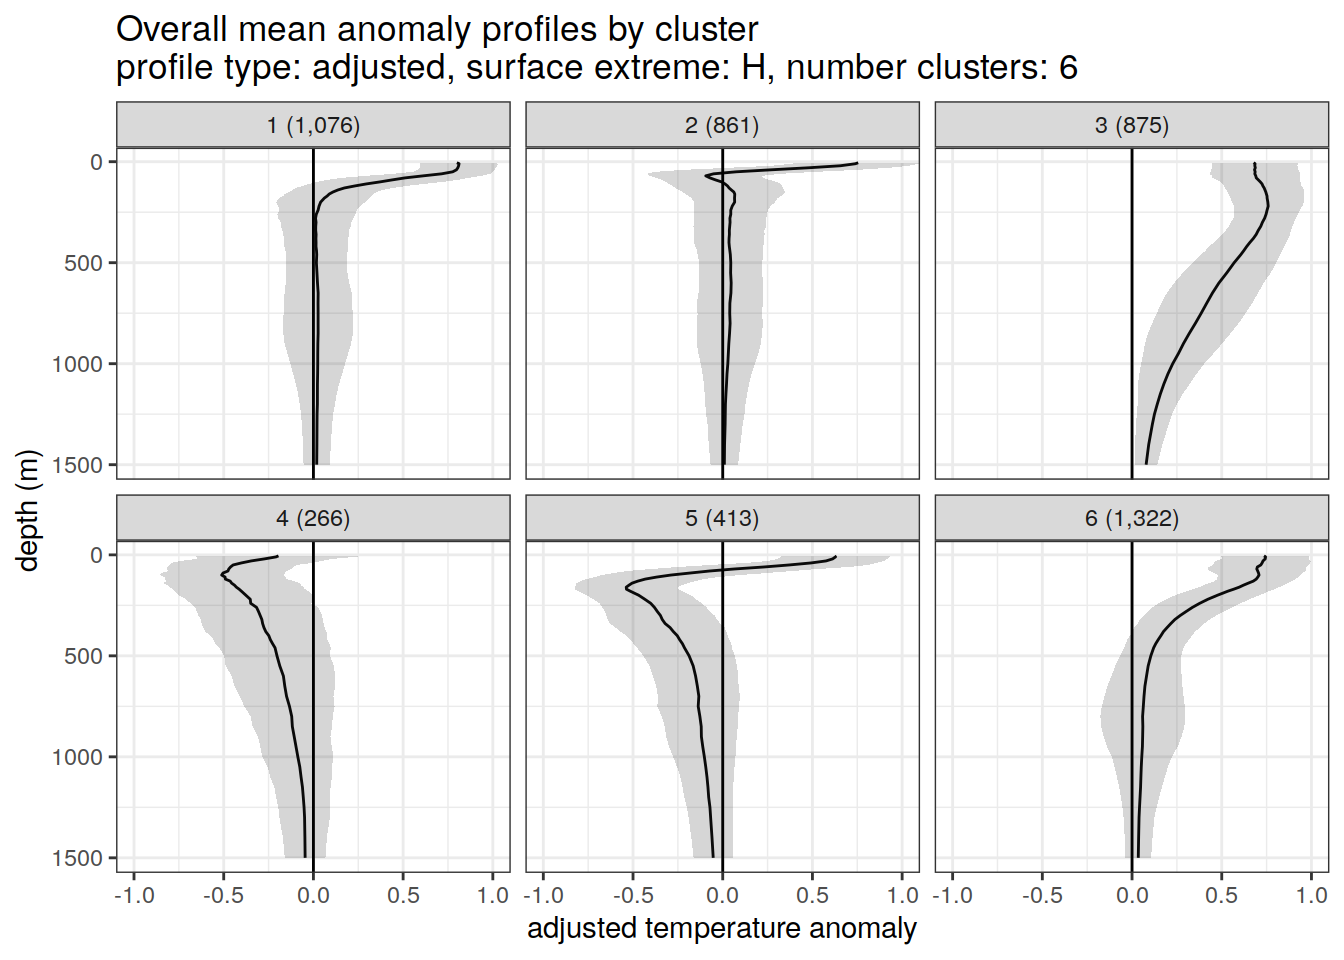 Overall mean anomaly profiles by cluster
profile type: adjusted, surface extreme: H, number clusters: 6
1 (1,076)
2 (861)
3 (875)
0
500
1000
1500
4 (266)
5 (413)
6 (1,322)
0
500
1000
1500
depth (m)
-1.0 -0.5 0.0 0.5 1.0
-1.0 -0.5 0.0 0.5 1.0
-1.0 -0.5 0.0 0.5 1.0
adjusted temperature anomaly